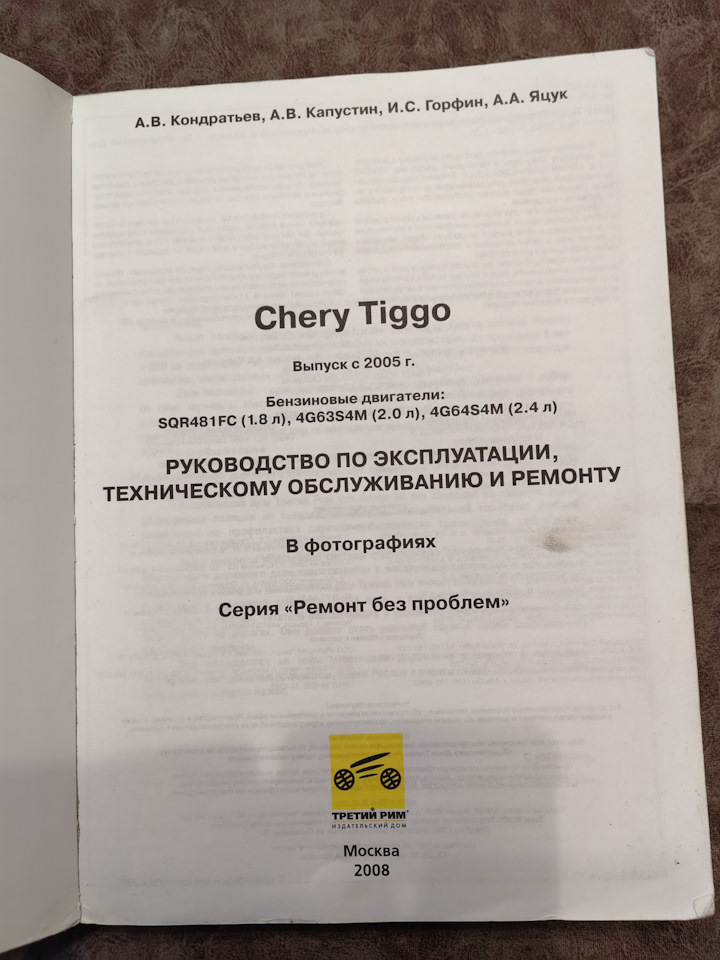 А.В. Кондратьев, А.В. Капустин, И.С. Горфин, А.А. Яцук
Chery Tiggo
Выпуск с 2005 г.
Бензиновые двигатели:
SQR481FC (1.8 л), 4G63S4M (2.0 л), 4G64S4M (2.4 л)
РУКОВОДСТВО ПО ЭКСПЛУАТАЦИИ,
ТЕХНИЧЕСКОМУ ОБСЛУЖИВАНИЮ И РЕМОНТУ
В фотографиях
Серия «Ремонт без проблем»
ТРЕТИЙ РИМ
ИЗДАТЕЛЬСКИЙ ДОМ
Москва
2008